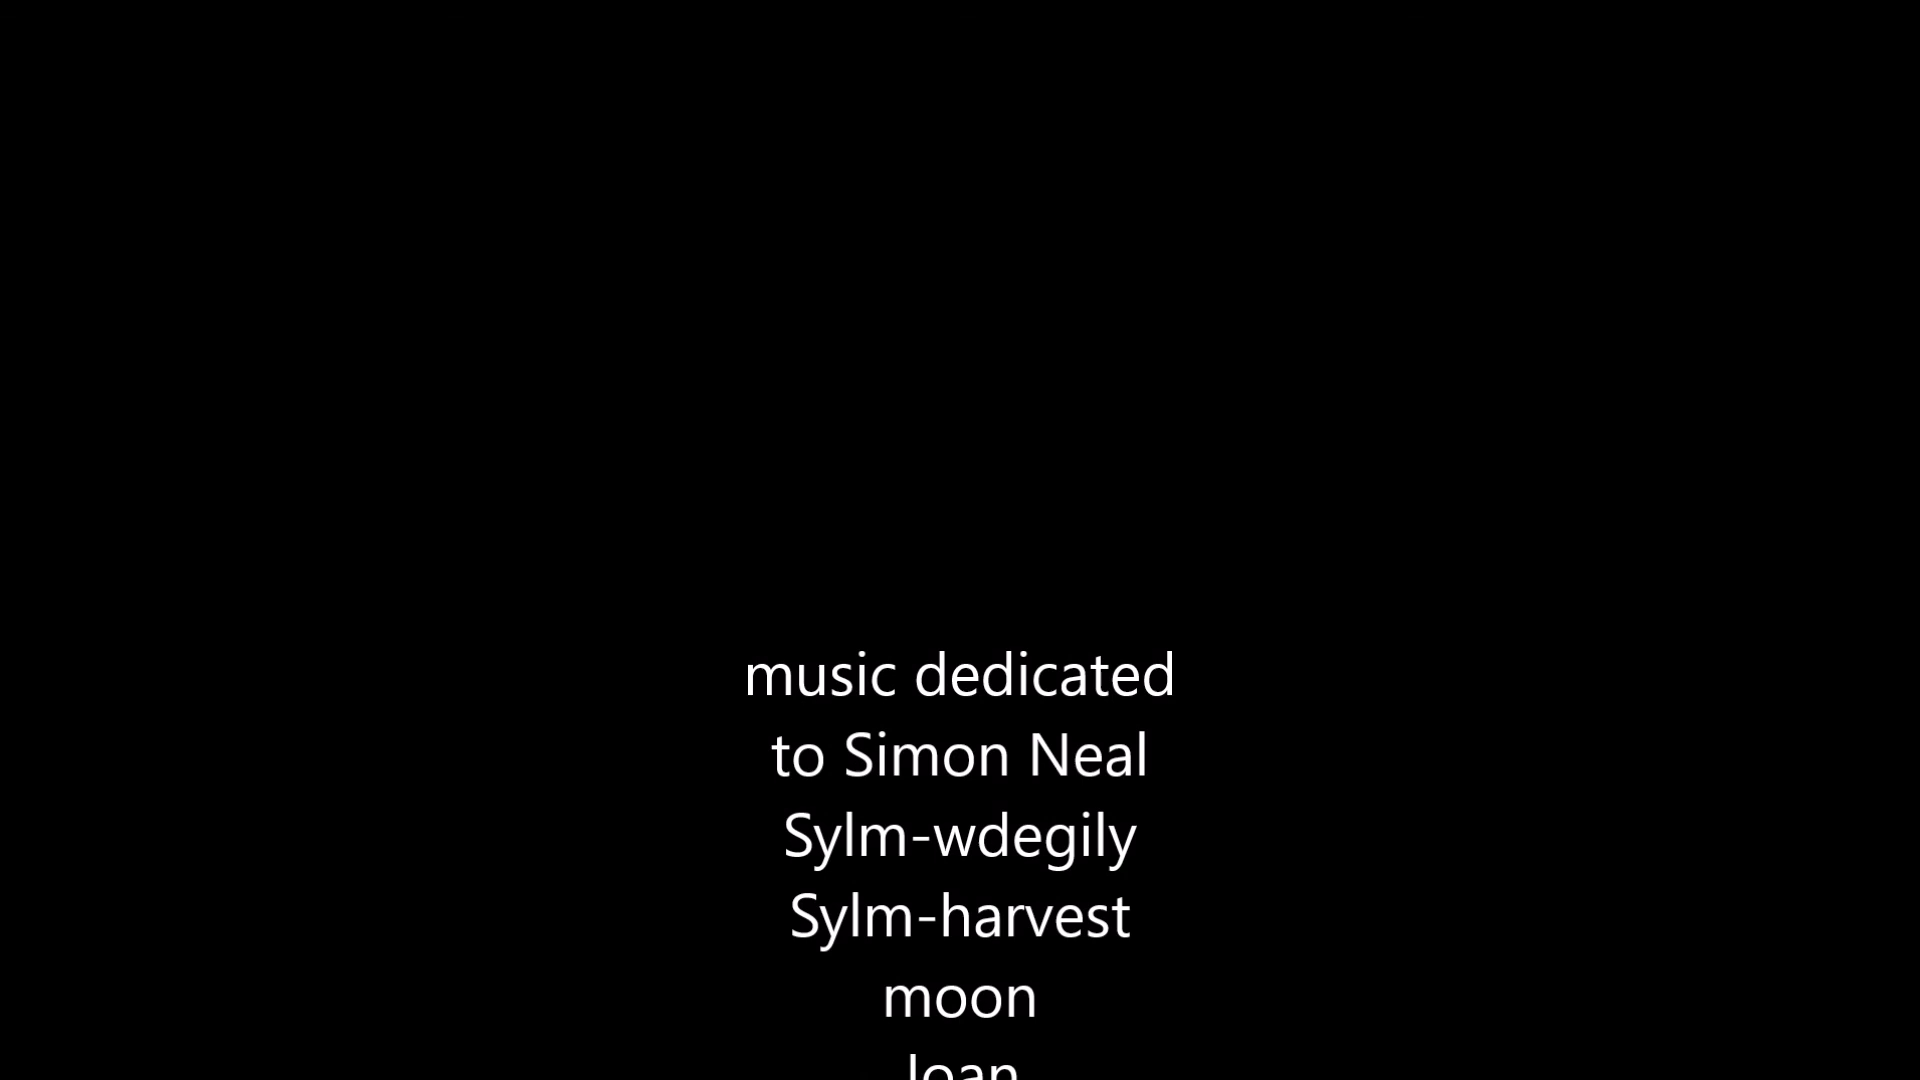 music dedicated
to Simon Neal
Sylm-wdegily
Sylm-harvest
moon